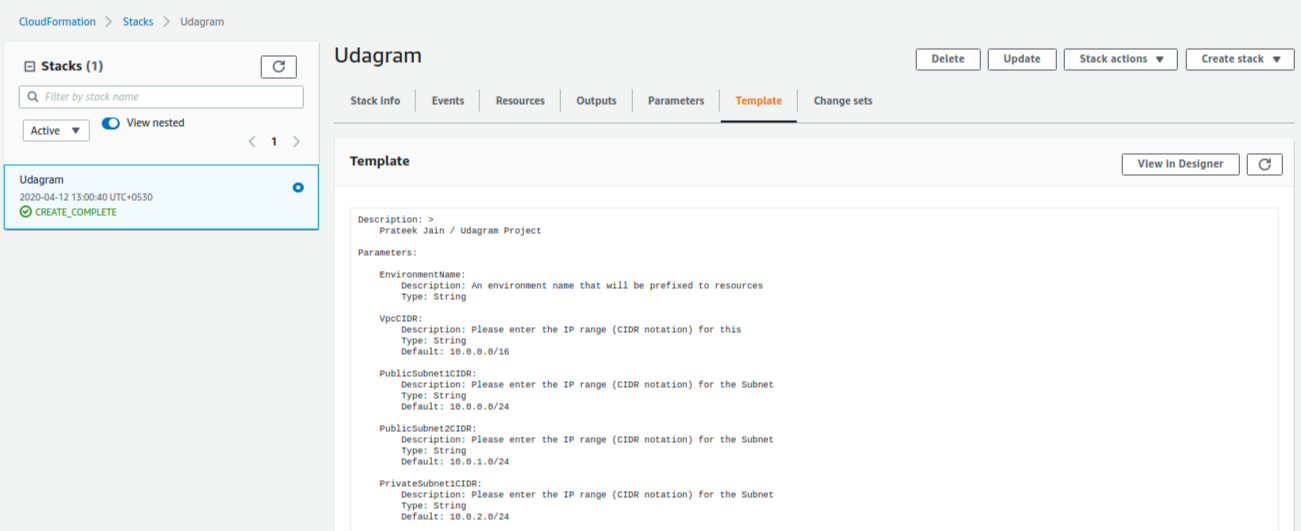 CloudFormation > Stacks > Udagram
Stacks (1)
Filter by stack name
Active
View nested
1
Udagram
2020-04-12 13:00:40 UTC+0530
CREATE_COMPLETE
Udagram
Delete
Update
Stack actions
Create stack
Stack info
Events
Resources
Outputs
Parameters
Template
Change sets
Template
View in Designer
Description: >
    Prateek Jain / Udagram Project
Parameters:
    EnvironmentName:
        Description: An environment name that will be prefixed to resources
        Type: String
    VpcCIDR:
        Description: Please enter the IP range (CIDR notation) for this
        Type: String
        Default: 10.0.0.0/16
    PublicSubnet1CIDR:
        Description: Please enter the IP range (CIDR notation) for the Subnet
        Type: String
        Default: 10.0.0.0/24
    PublicSubnet2CIDR:
        Description: Please enter the IP range (CIDR notation) for the Subnet
        Type: String
        Default: 10.0.1.0/24
    PrivateSubnet1CIDR:
        Description: Please enter the IP range (CIDR notation) for the Subnet
        Type: String
        Default: 10.0.2.0/24